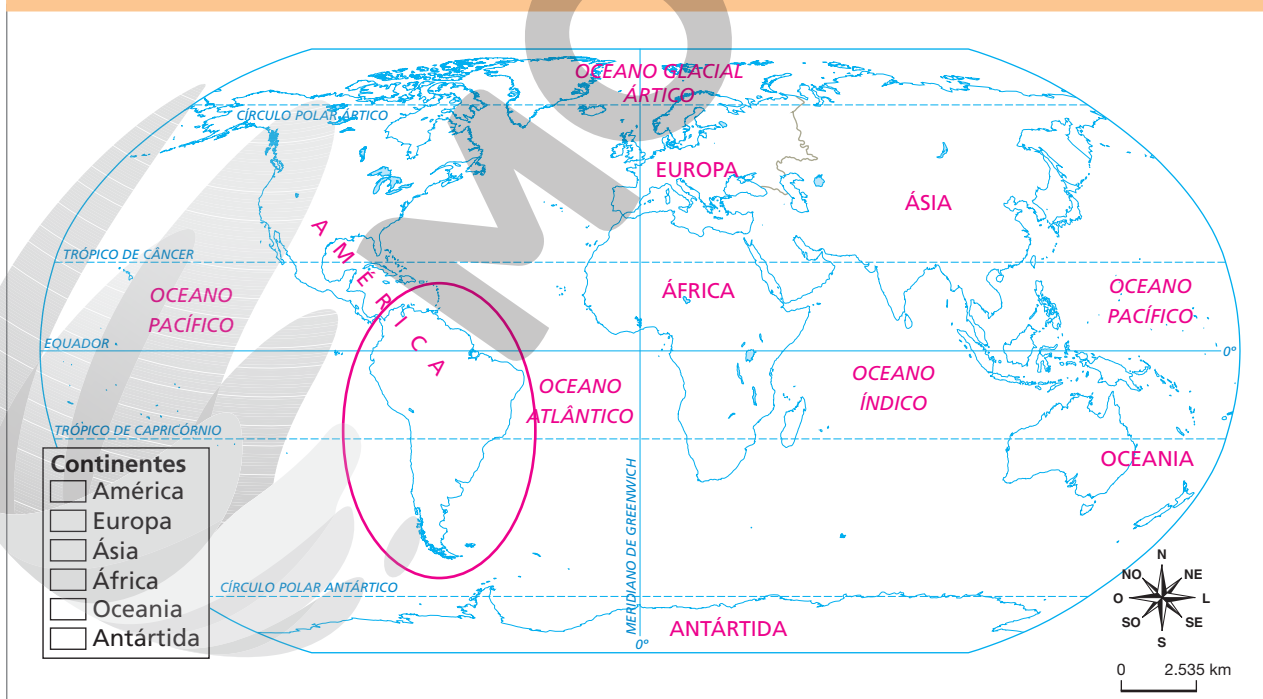 OCEANO GLACIAL
ÁRTICO
CÍRCULO POLAR ÁRTICO
EUROPA
ÁSIA
AMÉRICA
TRÓPICO DE CÂNCER
OCEANO
PACÍFICO
ÁFRICA
OCEANO
PACÍFICO
EQUADOR
0°
OCEANO
ATLÂNTICO
OCEANO
ÍNDICO
TRÓPICO DE CAPRICÓRNIO
OCEANIA
MERIDIANO DE GREENWICH
0°
CÍRCULO POLAR ANTÁRTICO
ANTÁRTIDA
Continentes
América
Europa
Ásia
África
Oceania
Antártida
N
NO NE
O L
SO SE
S
0 2.535 km
MO